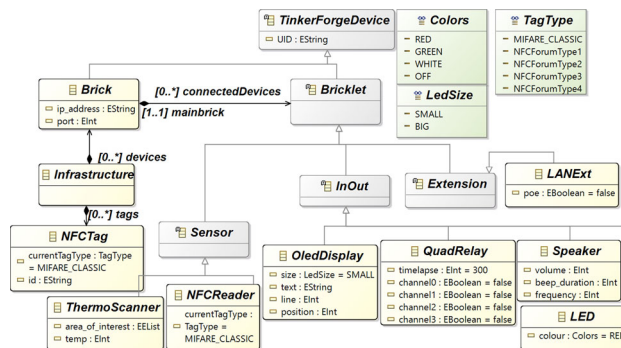 TinkerForgeDevice
UID : EString
Colors
RED
GREEN
WHITE
OFF
TagType
MIFARE_CLASSIC
NFCForumType1
NFCForumType2
NFCForumType3
NFCForumType4
LedSize
SMALL
BIG
Brick
ip_address : EString
port : EInt
[0..*] connectedDevices
[1..1] mainbrick
Bricklet
[0..*] devices
Infrastructure
[0..*] tags
InOut
Extension
LANExt
poe : EBoolean = false
NFCTag
currentTagType : TagType
= MIFARE_CLASSIC
id : EString
Sensor
OledDisplay
size : LedSize = SMALL
text : EString
line : EInt
position : EInt
QuadRelay
timelapse : EInt = 300
channel0 : EBoolean = false
channel1 : EBoolean = false
channel2 : EBoolean = false
channel3 : EBoolean = false
Speaker
volume : EInt
beep_duration : EInt
frequency : EInt
ThermoScanner
area_of_interest : EEList
temp : EInt
NFCReader
currentTagType :
TagType =
MIFARE_CLASSIC
LED
colour : Colors =